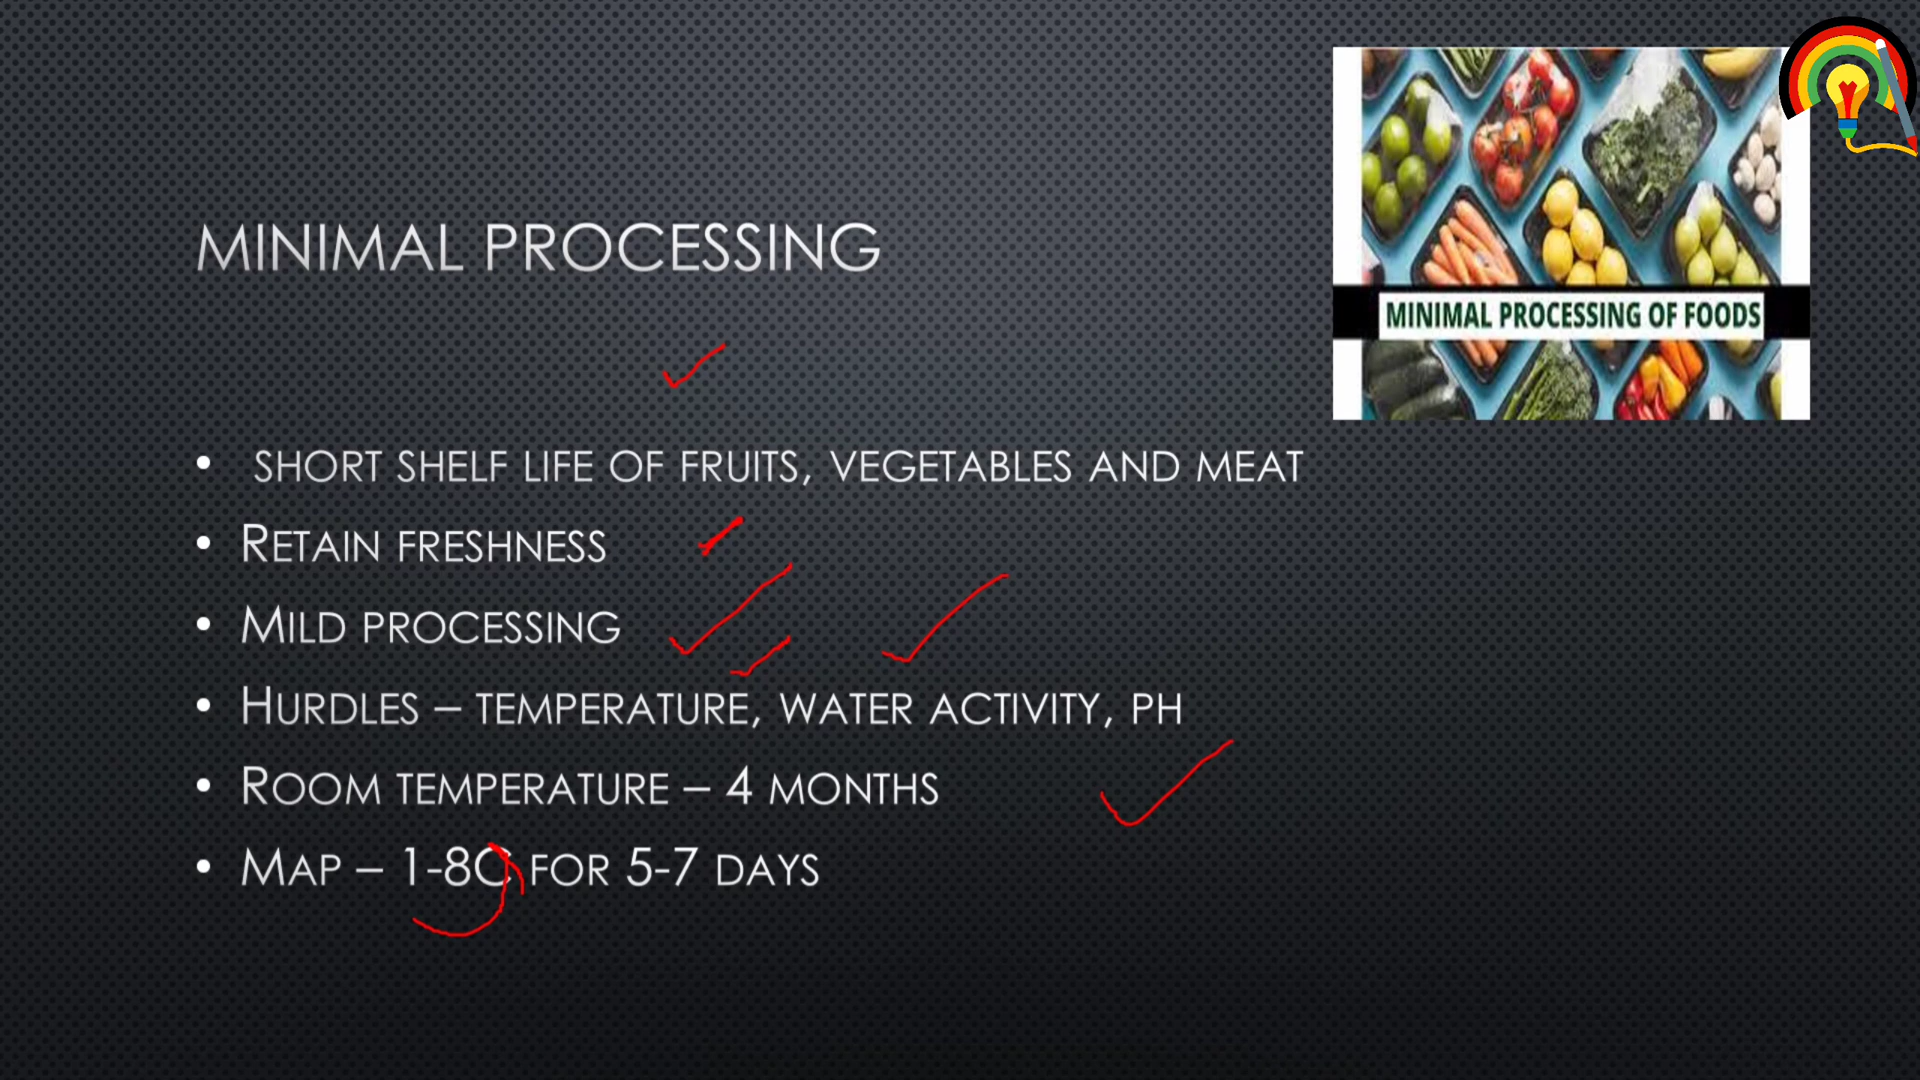 MINIMAL PROCESSING
MINIMAL PROCESSING OF FOODS
• SHORT SHELF LIFE OF FRUITS, VEGETABLES AND MEAT
• RETAIN FRESHNESS
• MILD PROCESSING
• HURDLES – TEMPERATURE, WATER ACTIVITY, PH
• ROOM TEMPERATURE – 4 MONTHS
• MAP – 1-8C FOR 5-7 DAYS